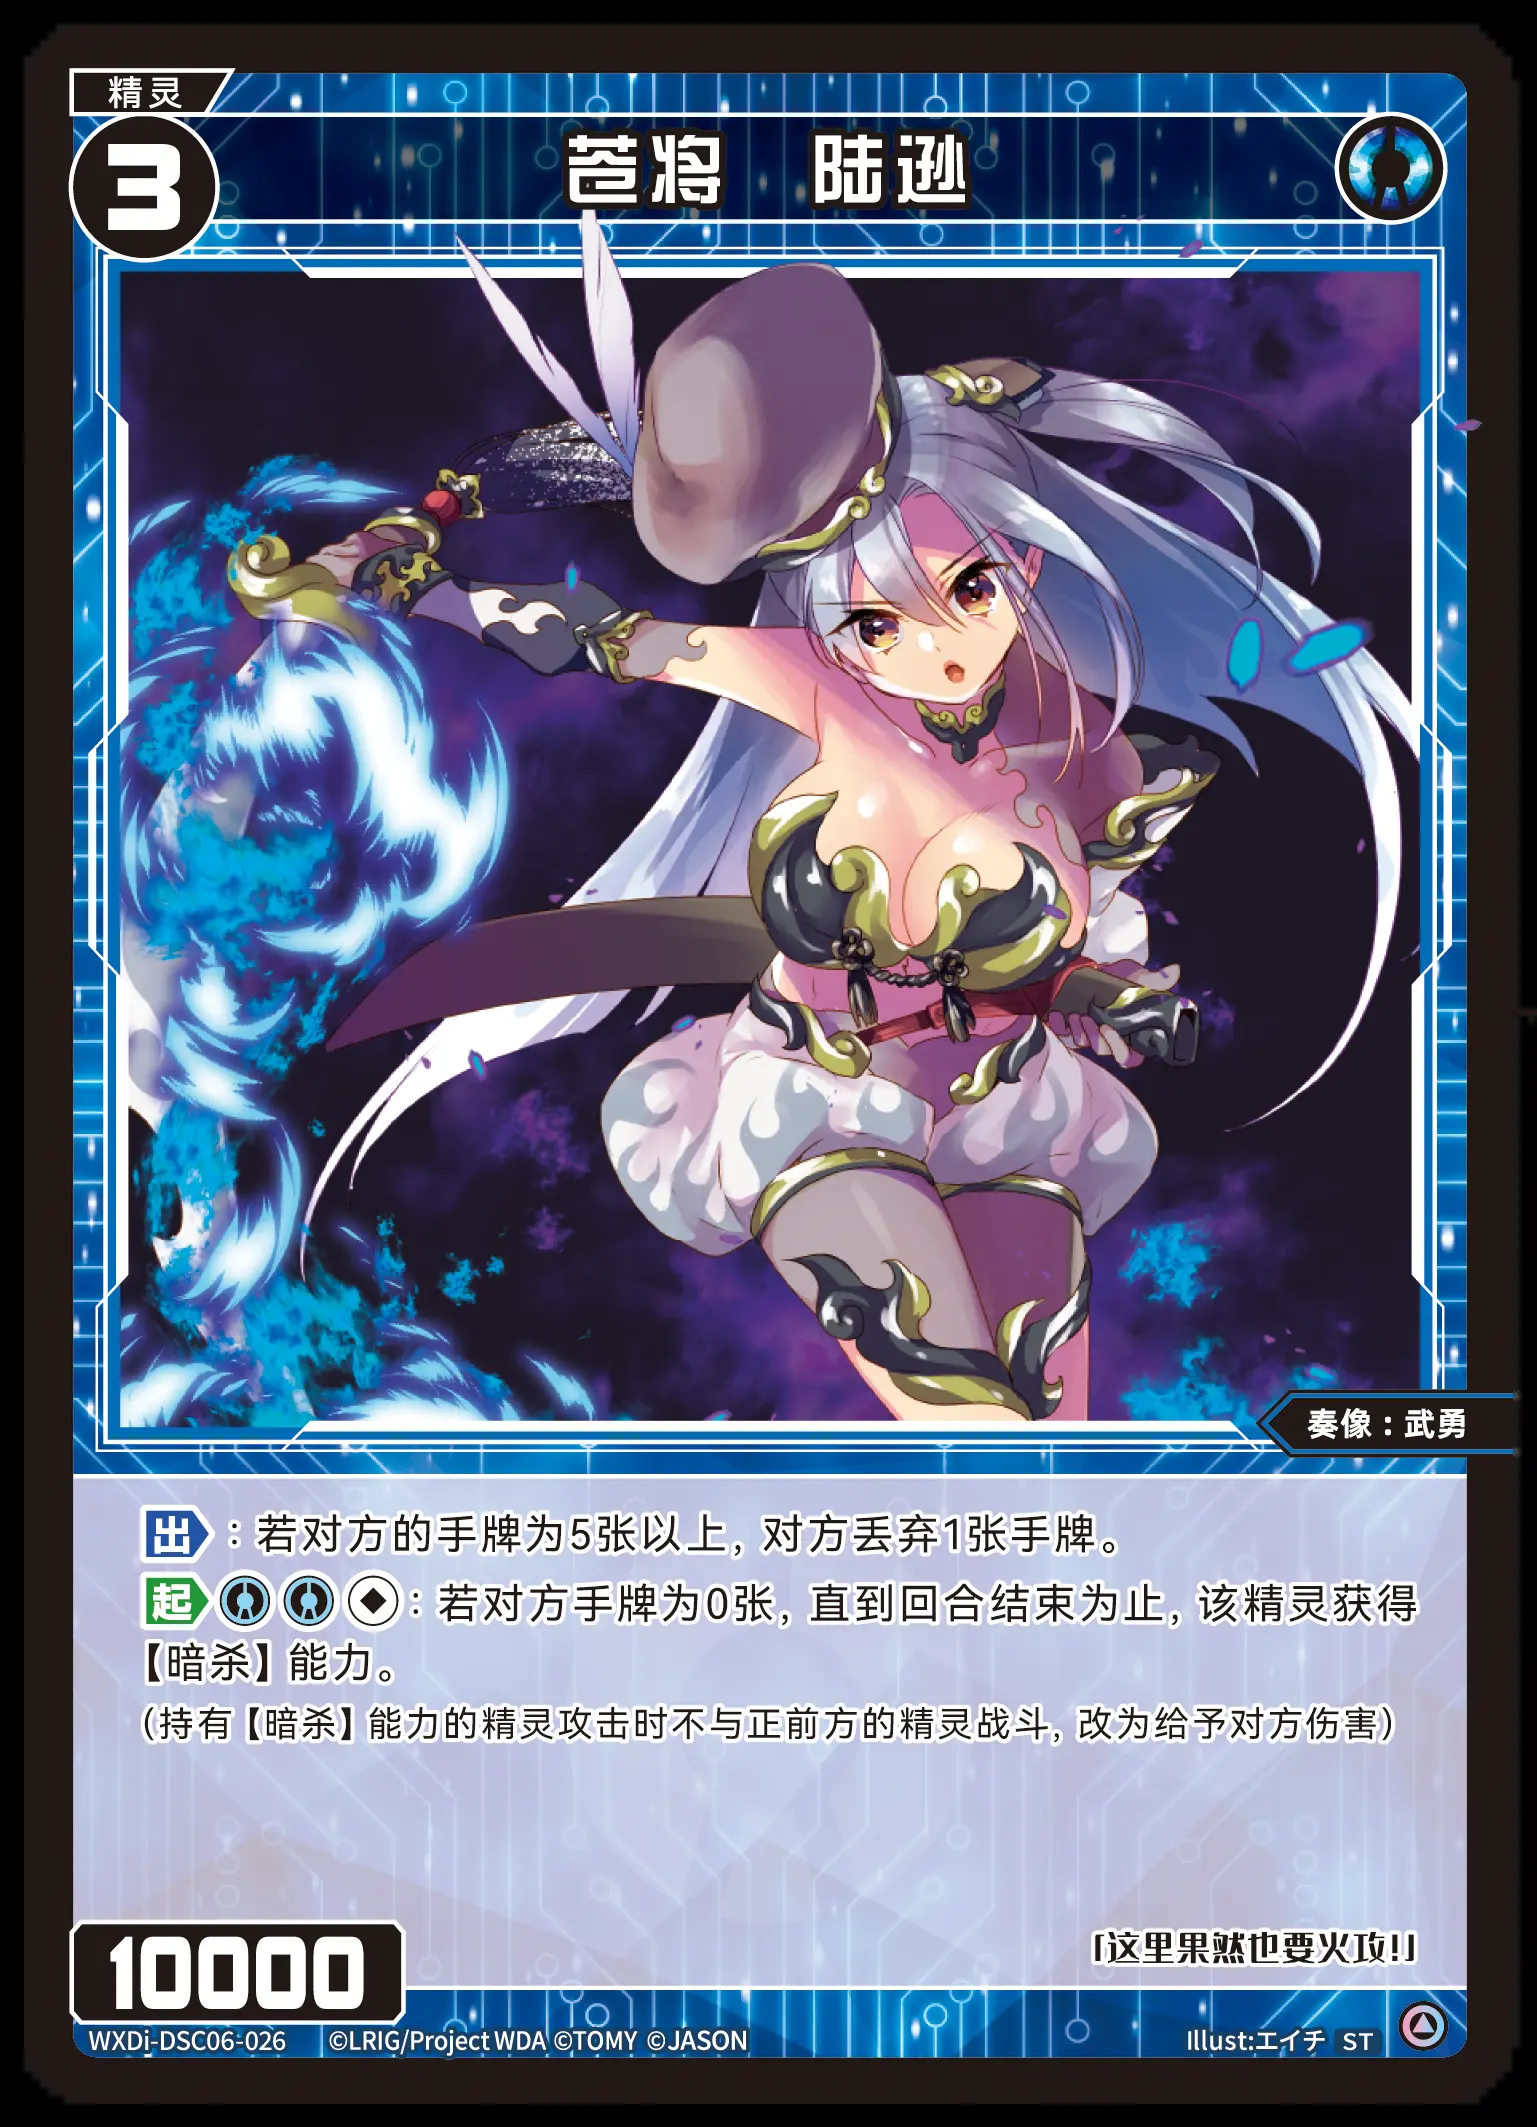 精灵
3
苍将 陆逊
奏像：武勇
出：若对方的手牌为5张以上，对方丢弃1张手牌。
起：若对方手牌为0张，直到回合结束为止，该精灵获得
【暗杀】能力。
（持有【暗杀】能力的精灵攻击时不与正前方的精灵战斗，改为给予对方伤害）
「这里果然也要火攻！」
10000
WXDi-DSC06-026 ©LRIG/Project WDA ©TOMY ©JASON
Illust:エイチ ST